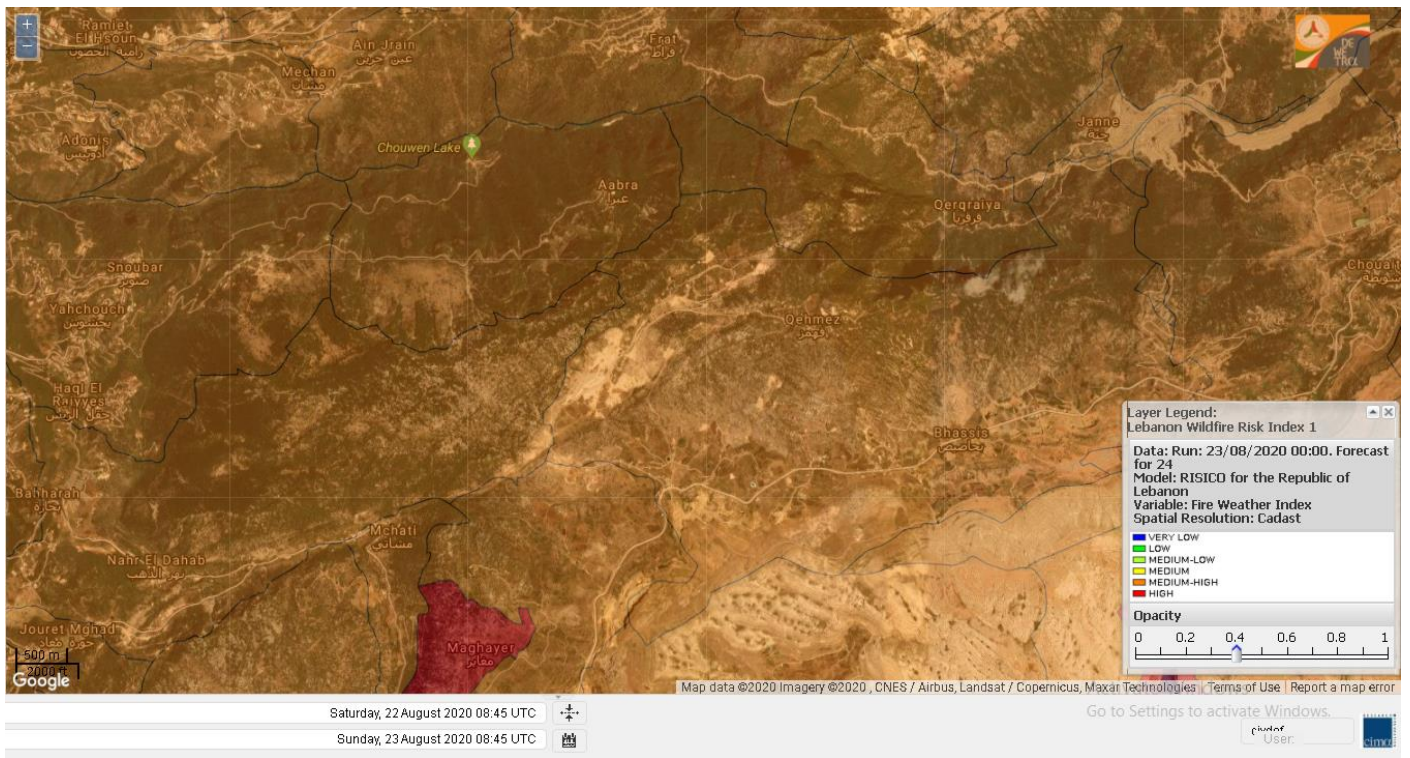 +
−
Ramiet
El Hsoun
رامية الحصون
Ain Jrain
عين جرين
Frat
فراط
Mechan
مشان
DE
WE
TRA
Janne
جنة
Adonis
أدونيس
Chouwen Lake
Aabra
عبرا
Qerqraiya
Snoubar
صنوبر
Chouait
Yahchouch
يحشوش
Qehmez
قهمز
Haql El
Raiyyes
حقل الريس
Bhassis
بحاصيص
Balharah
Mchati
مشاتي
Nahr El Dahab
نهر الذهب
Jouret Mghad
Maghayer
مغاير
500 m
2000 ft
Google
Layer Legend:
Lebanon Wildfire Risk Index 1
Data: Run: 23/08/2020 00:00. Forecast
for 24
Model: RISICO for the Republic of
Lebanon
Variable: Fire Weather Index
Spatial Resolution: Cadast
VERY LOW
LOW
MEDIUM-LOW
MEDIUM
MEDIUM-HIGH
HIGH
Opacity
0 0.2 0.4 0.6 0.8 1
Map data ©2020 Imagery ©2020 , CNES / Airbus, Landsat / Copernicus, Maxar Technologies Terms of Use Report a map error
Saturday, 22 August 2020 08:45 UTC
Go to Settings to activate Windows.
Sunday, 23 August 2020 08:45 UTC
User:
cima